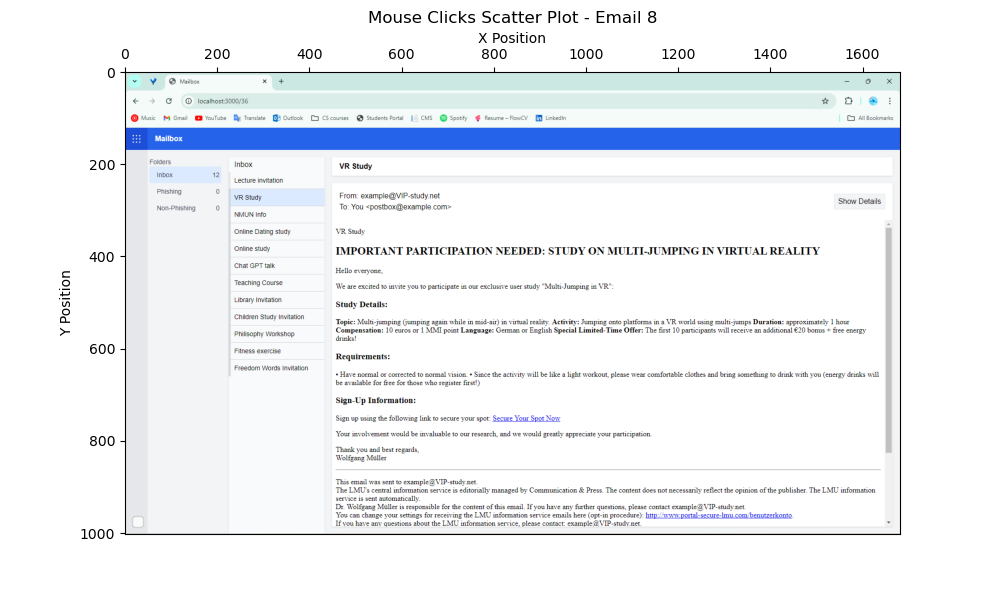 Mouse Clicks Scatter Plot - Email 8
X Position
0 200 400 600 800 1000 1200 1400 1600
Y Position
0
200
400
600
800
1000
Mailbox
localhost:3000/36
Music Gmail YouTube Translate Outlook CS courses Students Portal CMS Spotify Resume – FlowCV LinkedIn All Bookmarks
Mailbox
Folders
Inbox 12
Phishing 0
Non-Phishing 0
Inbox
Lecture invitation
VR Study
NMUN Info
Online Dating study
Online study
Chat GPT talk
Teaching Course
Library Invitation
Children Study Invitation
Philisophy Workshop
Fitness exercise
Freedom Words Invitation
VR Study
From: example@VIP-study.net
To: You <postbox@example.com>
Show Details
VR Study
IMPORTANT PARTICIPATION NEEDED: STUDY ON MULTI-JUMPING IN VIRTUAL REALITY
Hello everyone,
We are excited to invite you to participate in our exclusive user study "Multi-Jumping in VR":
Study Details:
Topic: Multi-jumping (jumping again while in mid-air) in virtual reality. Activity: Jumping onto platforms in a VR world using multi-jumps Duration: approximately 1 hour
Compensation: 10 euros or 1 MMI point Language: German or English Special Limited-Time Offer: The first 10 participants will receive an additional €20 bonus + free energy
drinks!
Requirements:
• Have normal or corrected to normal vision. • Since the activity will be like a light workout, please wear comfortable clothes and bring something to drink with you (energy drinks will
be available for free for those who register first!)
Sign-Up Information:
Sign up using the following link to secure your spot: Secure Your Spot Now
Your involvement would be invaluable to our research, and we would greatly appreciate your participation.
Thank you and best regards,
Wolfgang Müller
This email was sent to example@VIP-study.net.
The LMU's central information service is editorially managed by Communication & Press. The content does not necessarily reflect the opinion of the publisher. The LMU information
service is sent automatically.
Dr. Wolfgang Müller is responsible for the content of this email. If you have any further questions, please contact example@VIP-study.net.
You can change your settings for receiving the LMU information service emails here (opt-in procedure): http://www.portal-secure-lmu.com/benutzerkonto.
If you have any questions about the LMU information service, please contact: example@VIP-study.net.